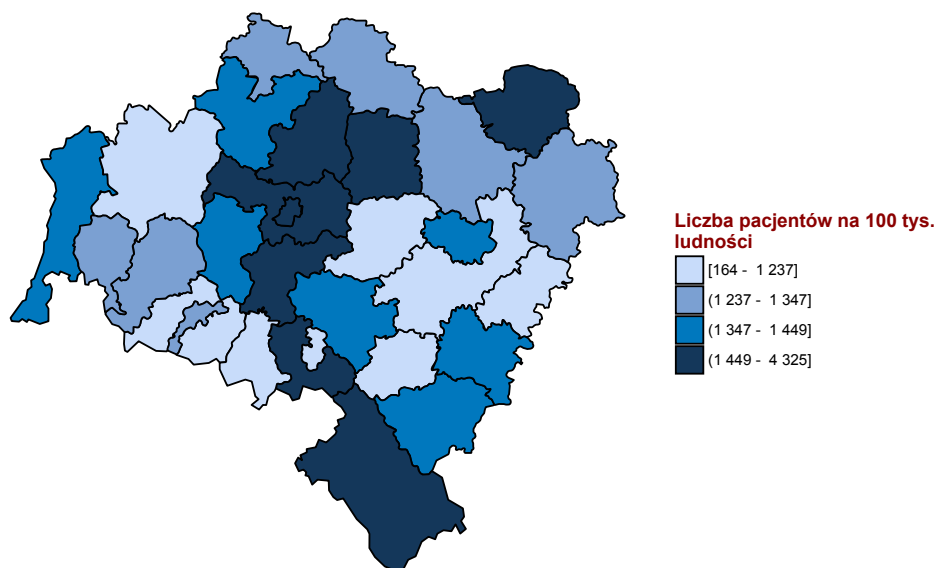 Liczba pacjentów na 100 tys.
ludności
[164 - 1 237]
(1 237 - 1 347]
(1 347 - 1 449]
(1 449 - 4 325]